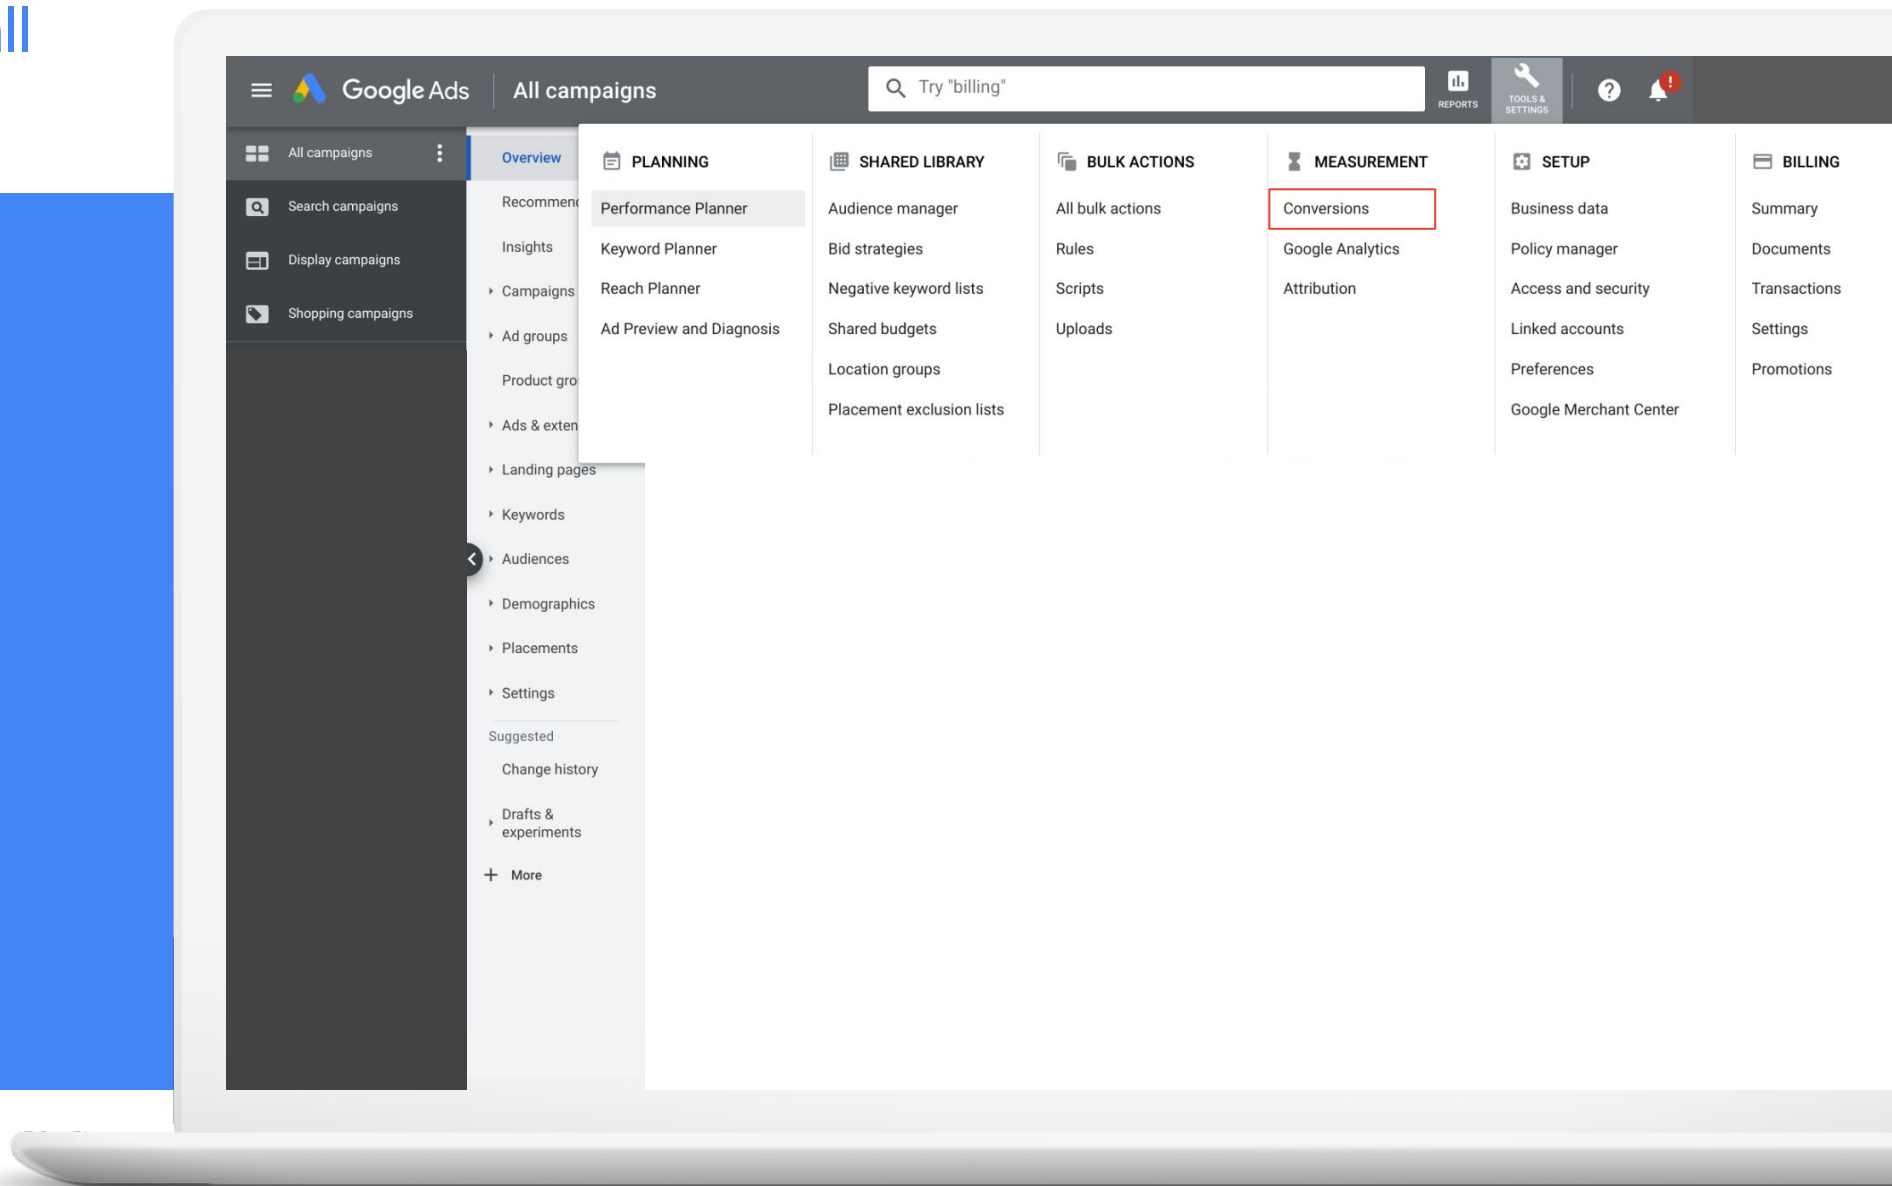 Google Ads
All campaigns
Try "billing"
REPORTS
TOOLS &
SETTINGS
All campaigns
Search campaigns
Display campaigns
Shopping campaigns
Overview
Recommend
Insights
Campaigns
Ad groups
Product gro
Ads & exten
Landing pages
Keywords
Audiences
Demographics
Placements
Settings
Suggested
Change history
Drafts &
experiments
More
PLANNING
Performance Planner
Keyword Planner
Reach Planner
Ad Preview and Diagnosis
SHARED LIBRARY
Audience manager
Bid strategies
Negative keyword lists
Shared budgets
Location groups
Placement exclusion lists
BULK ACTIONS
All bulk actions
Rules
Scripts
Uploads
MEASUREMENT
Conversions
Google Analytics
Attribution
SETUP
Business data
Policy manager
Access and security
Linked accounts
Preferences
Google Merchant Center
BILLING
Summary
Documents
Transactions
Settings
Promotions